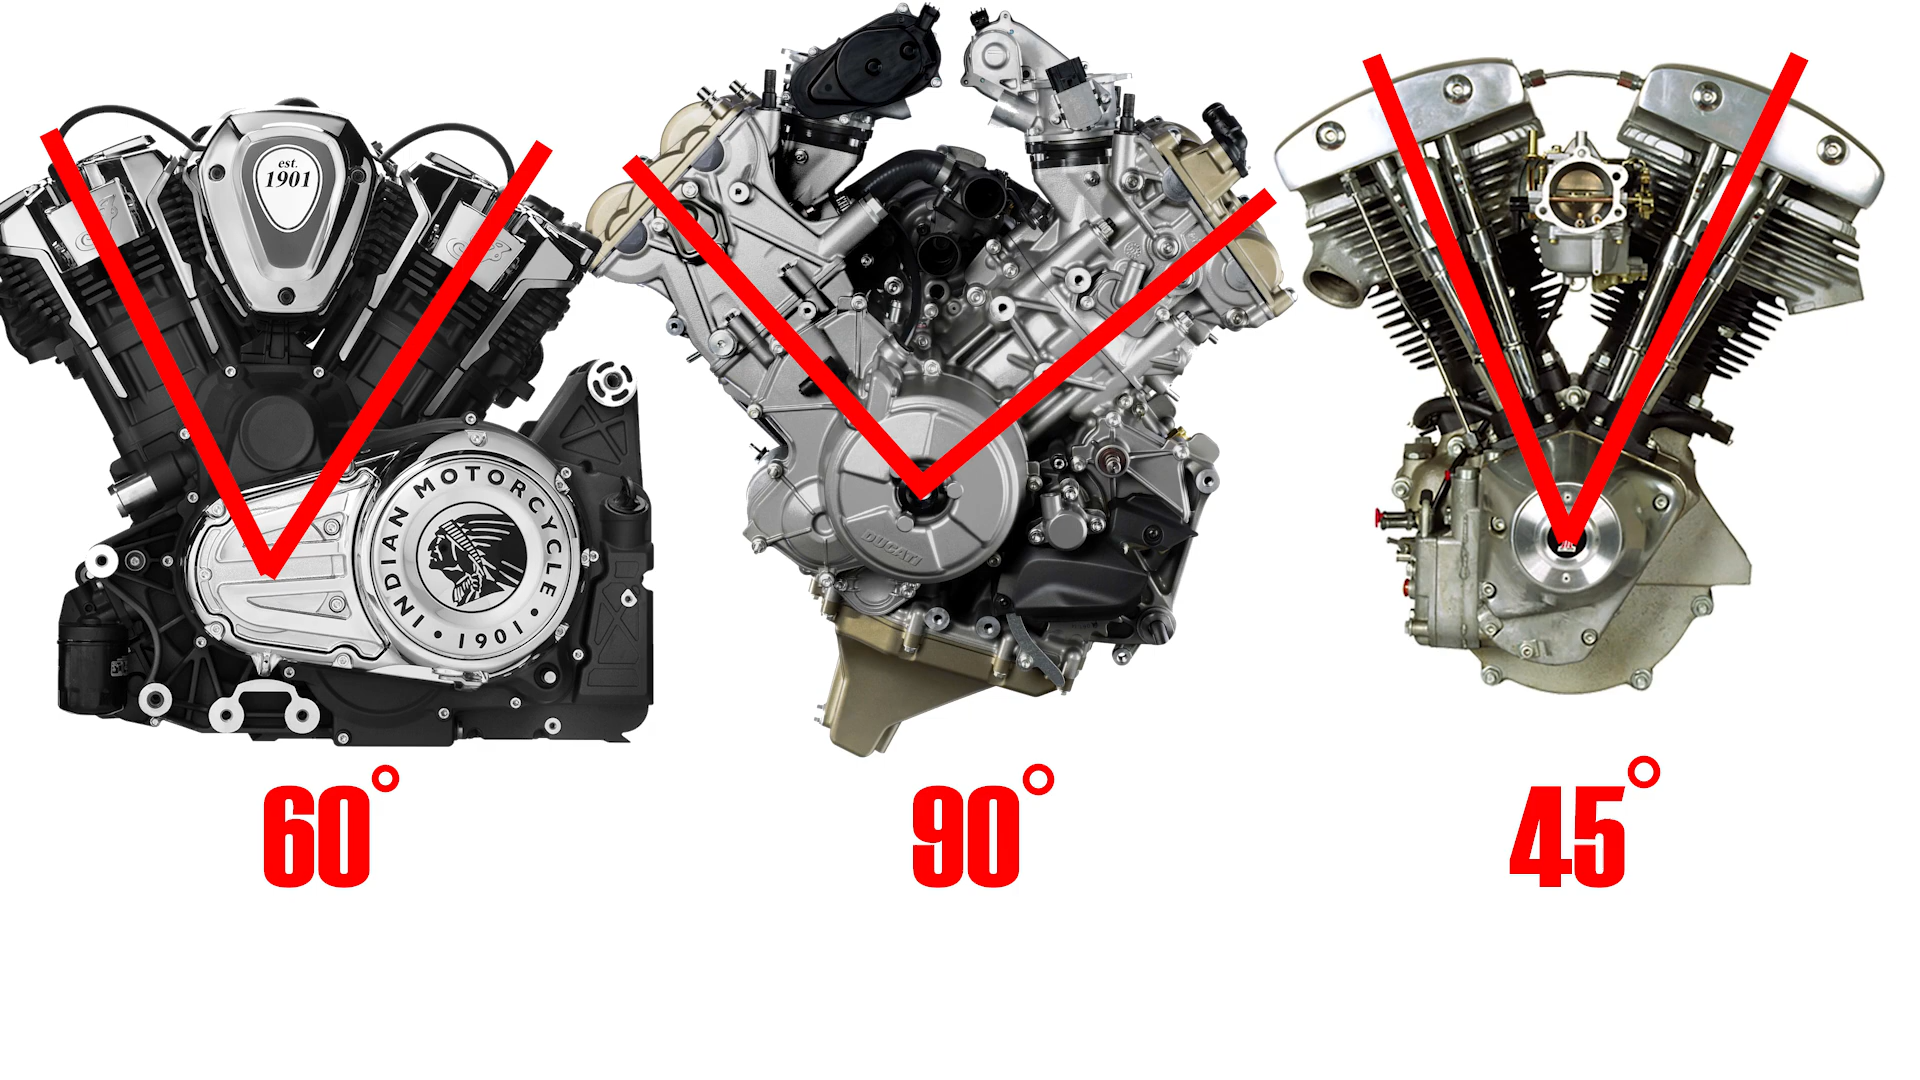 est.
1901
INDIAN MOTORCYCLE • 1901 •
DUCATI
60°
90°
45°